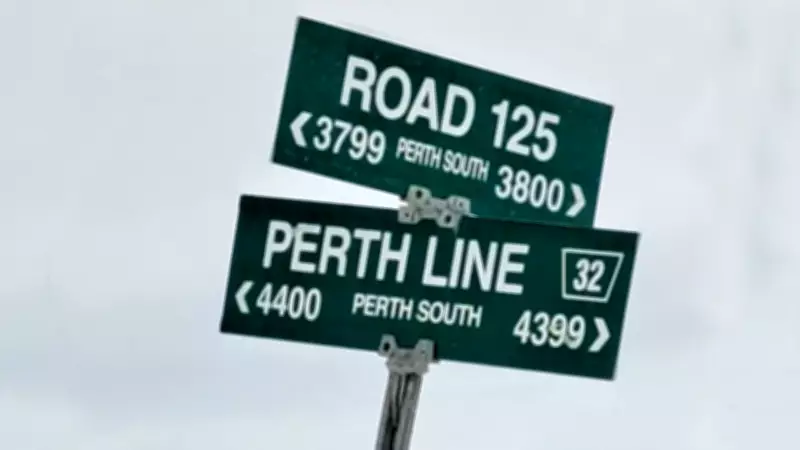 ROAD 125
‹3799 PERTH SOUTH 3800›
PERTH LINE 32
‹4400 PERTH SOUTH 4399›